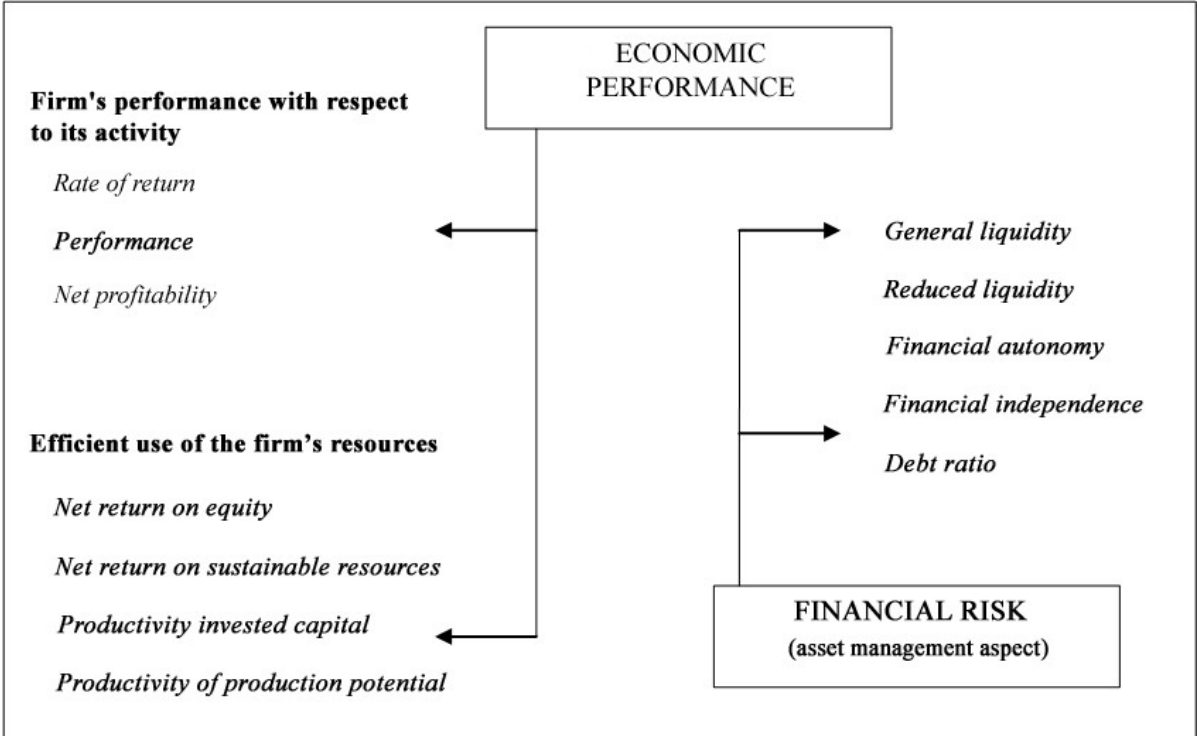 ECONOMIC
PERFORMANCE
Firm's performance with respect
to its activity
Rate of return
Performance
Net profitability
Efficient use of the firm’s resources
Net return on equity
Net return on sustainable resources
Productivity invested capital
Productivity of production potential
General liquidity
Reduced liquidity
Financial autonomy
Financial independence
Debt ratio
FINANCIAL RISK
(asset management aspect)